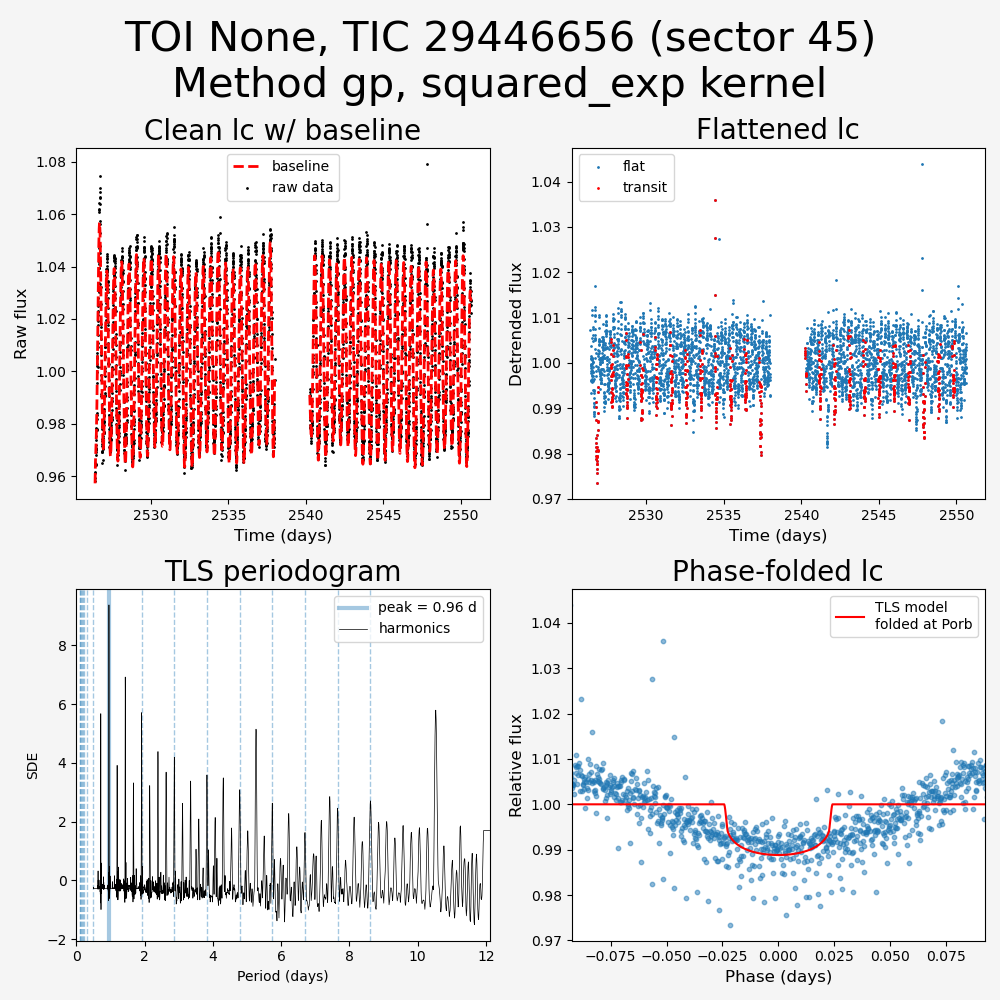 TOI None, TIC 29446656 (sector 45)
Method gp, squared_exp kernel
Clean lc w/ baseline
baseline
raw data
1.08
1.06
1.04
1.02
1.00
0.98
0.96
Raw flux
2530
2535
2540
2545
2550
Time (days)
Flattened lc
flat
transit
1.04
1.03
1.02
1.01
1.00
0.99
0.98
0.97
Detrended flux
2530
2535
2540
2545
2550
Time (days)
TLS periodogram
peak = 0.96 d
harmonics
8
6
4
2
0
−2
SDE
0
2
4
6
8
10
12
Period (days)
Phase-folded lc
TLS model
folded at Porb
1.04
1.03
1.02
1.01
1.00
0.99
0.98
0.97
Relative flux
−0.075
−0.050
−0.025
0.000
0.025
0.050
0.075
Phase (days)